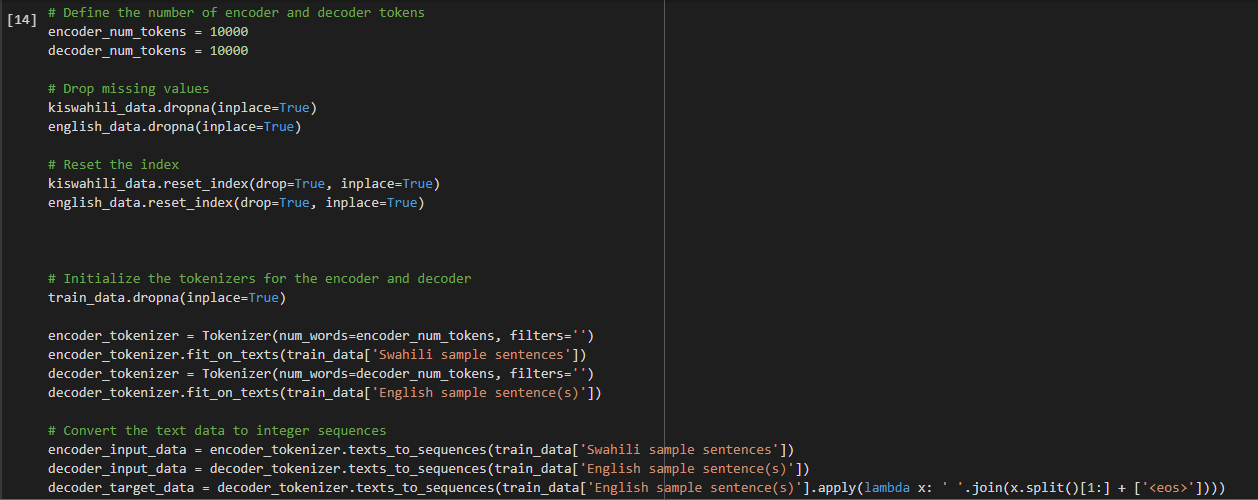 [14]
# Define the number of encoder and decoder tokens
encoder_num_tokens = 10000
decoder_num_tokens = 10000
# Drop missing values
kiswahili_data.dropna(inplace=True)
english_data.dropna(inplace=True)
# Reset the index
kiswahili_data.reset_index(drop=True, inplace=True)
english_data.reset_index(drop=True, inplace=True)
# Initialize the tokenizers for the encoder and decoder
train_data.dropna(inplace=True)
encoder_tokenizer = Tokenizer(num_words=encoder_num_tokens, filters='')
encoder_tokenizer.fit_on_texts(train_data['Swahili sample sentences'])
decoder_tokenizer = Tokenizer(num_words=decoder_num_tokens, filters='')
decoder_tokenizer.fit_on_texts(train_data['English sample sentence(s)'])
# Convert the text data to integer sequences
encoder_input_data = encoder_tokenizer.texts_to_sequences(train_data['Swahili sample sentences'])
decoder_input_data = decoder_tokenizer.texts_to_sequences(train_data['English sample sentence(s)'])
decoder_target_data = decoder_tokenizer.texts_to_sequences(train_data['English sample sentence(s)'].apply(lambda x: ' '.join(x.split()[1:] + ['<eos>'])))